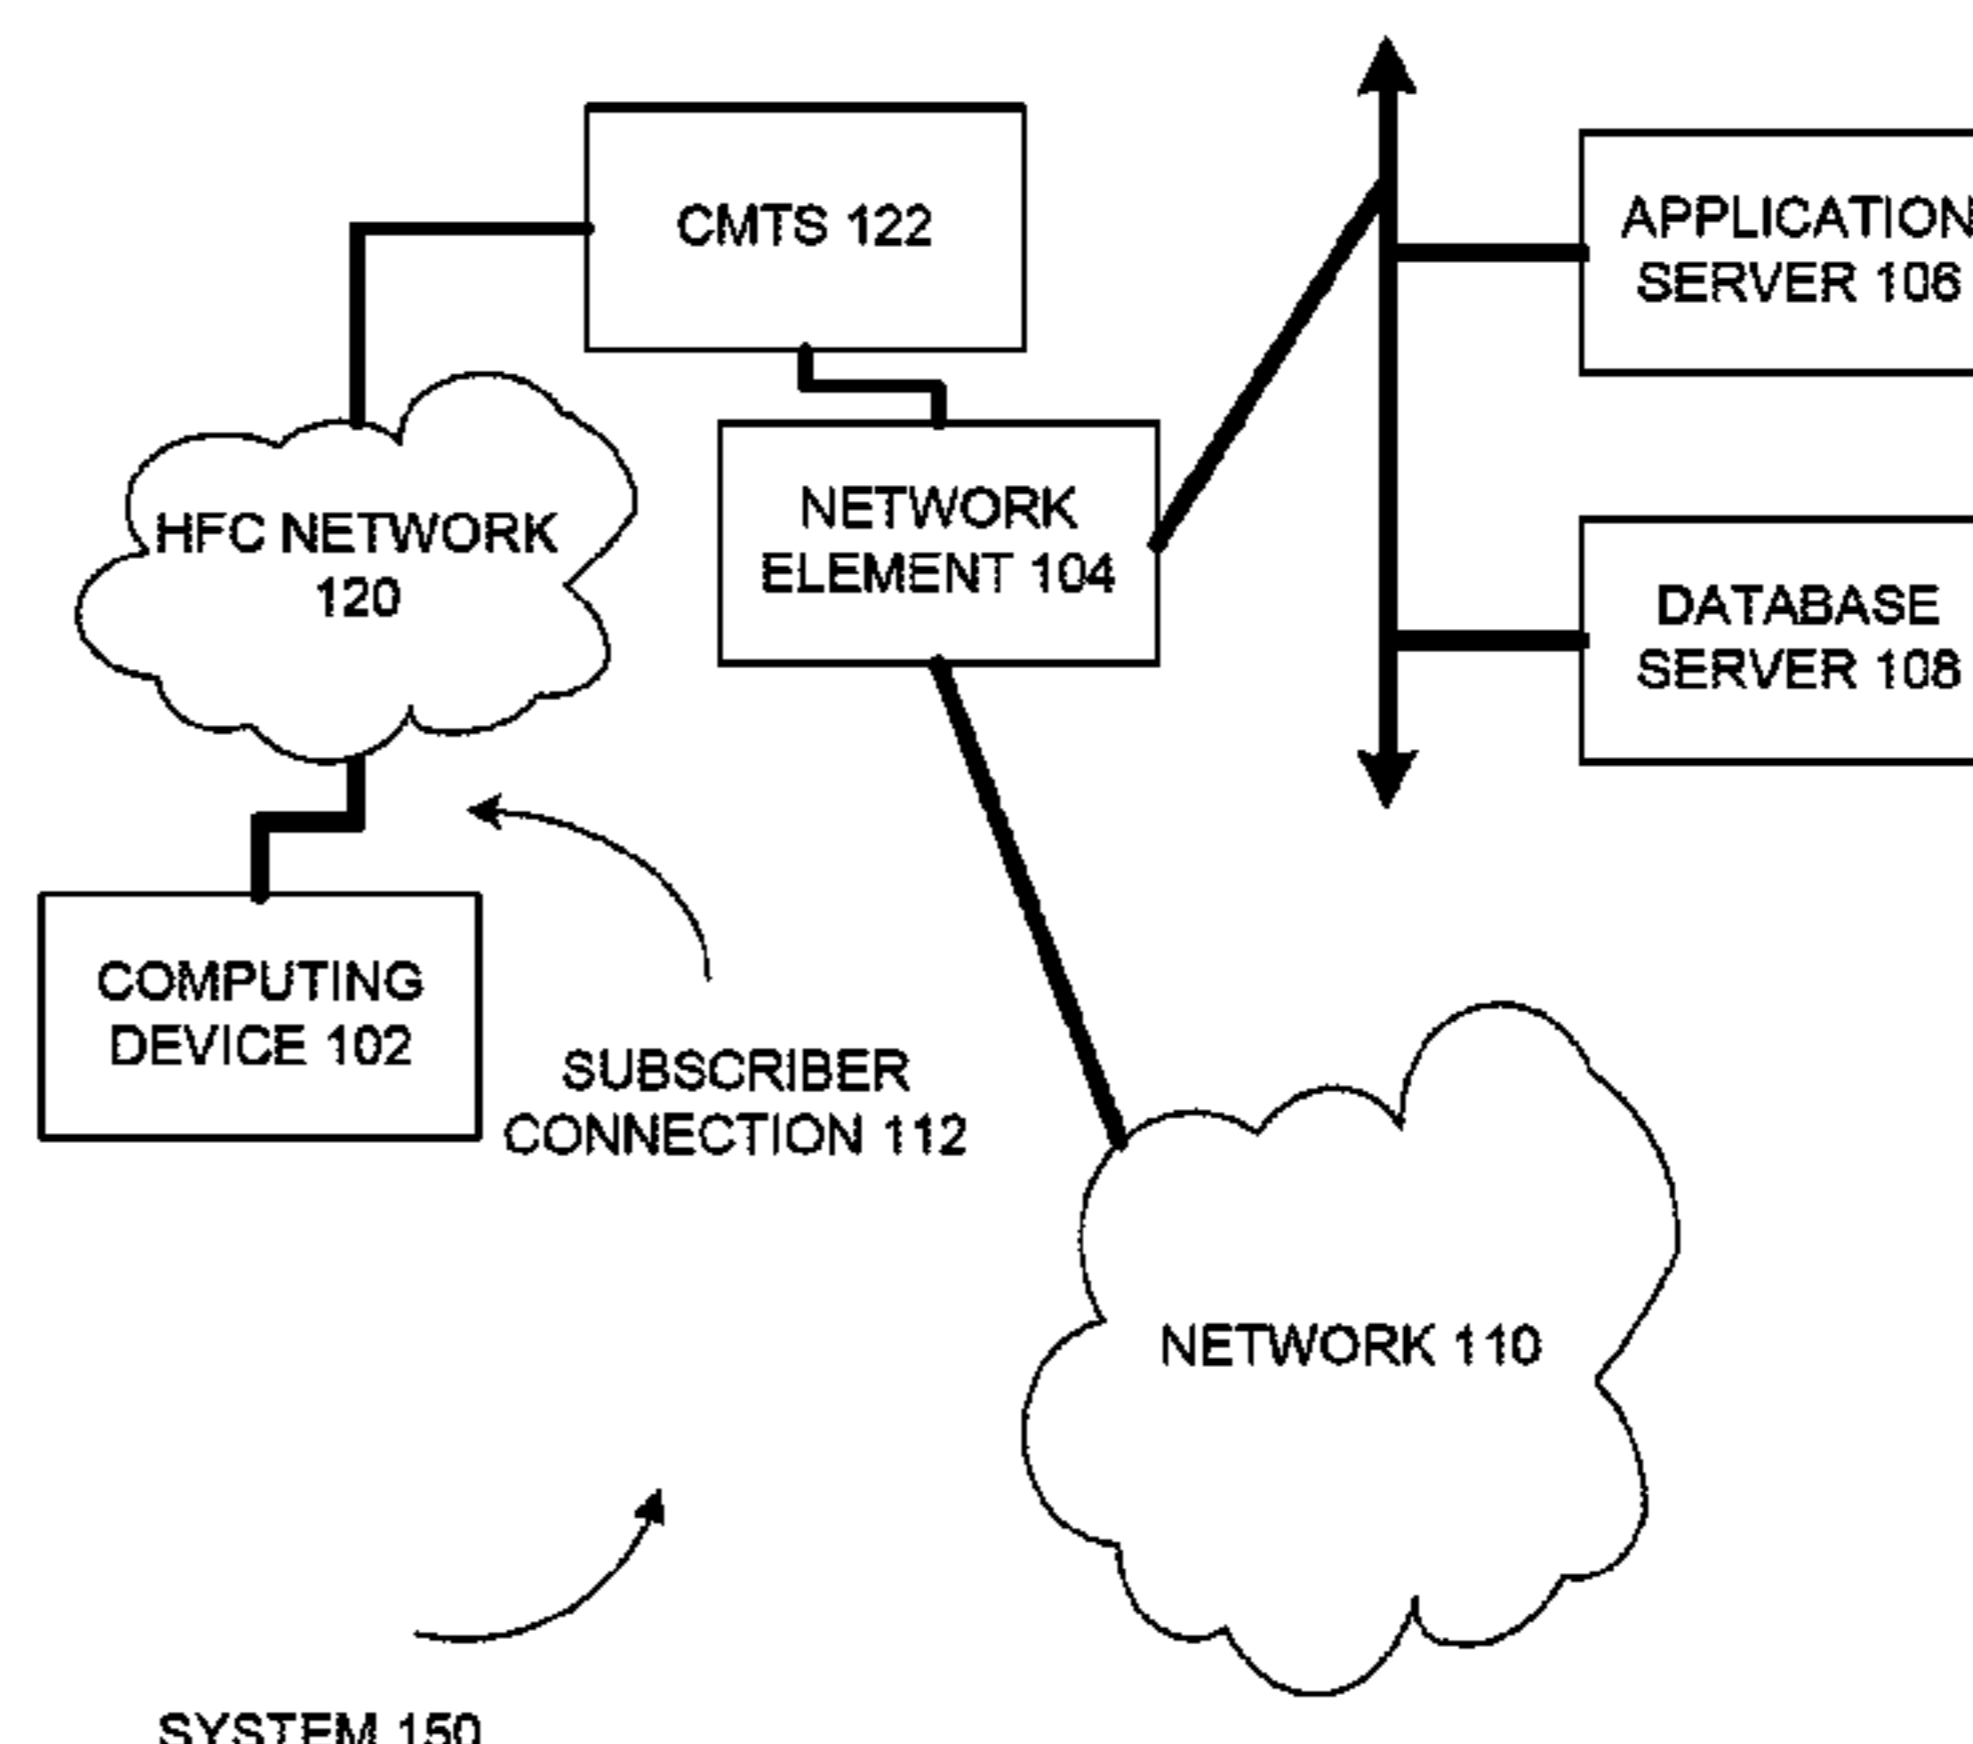 CMTS 122
APPLICATION
SERVER 106
NETWORK
ELEMENT 104
HFC NETWORK
120
DATABASE
SERVER 108
COMPUTING
DEVICE 102
SUBSCRIBER
CONNECTION 112
NETWORK 110
SYSTEM 150